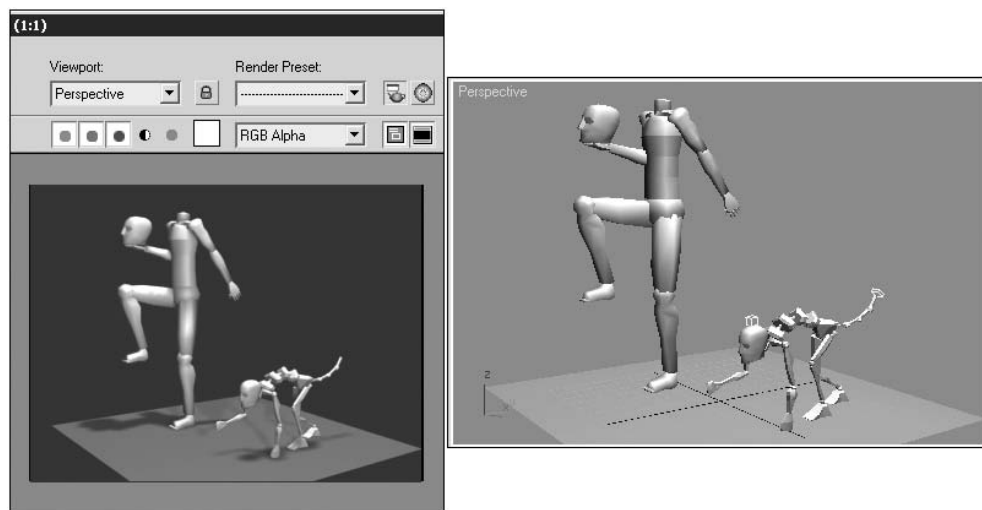 (1:1)
Viewport: Render Preset:
Perspective
RGB Alpha
Perspective
z